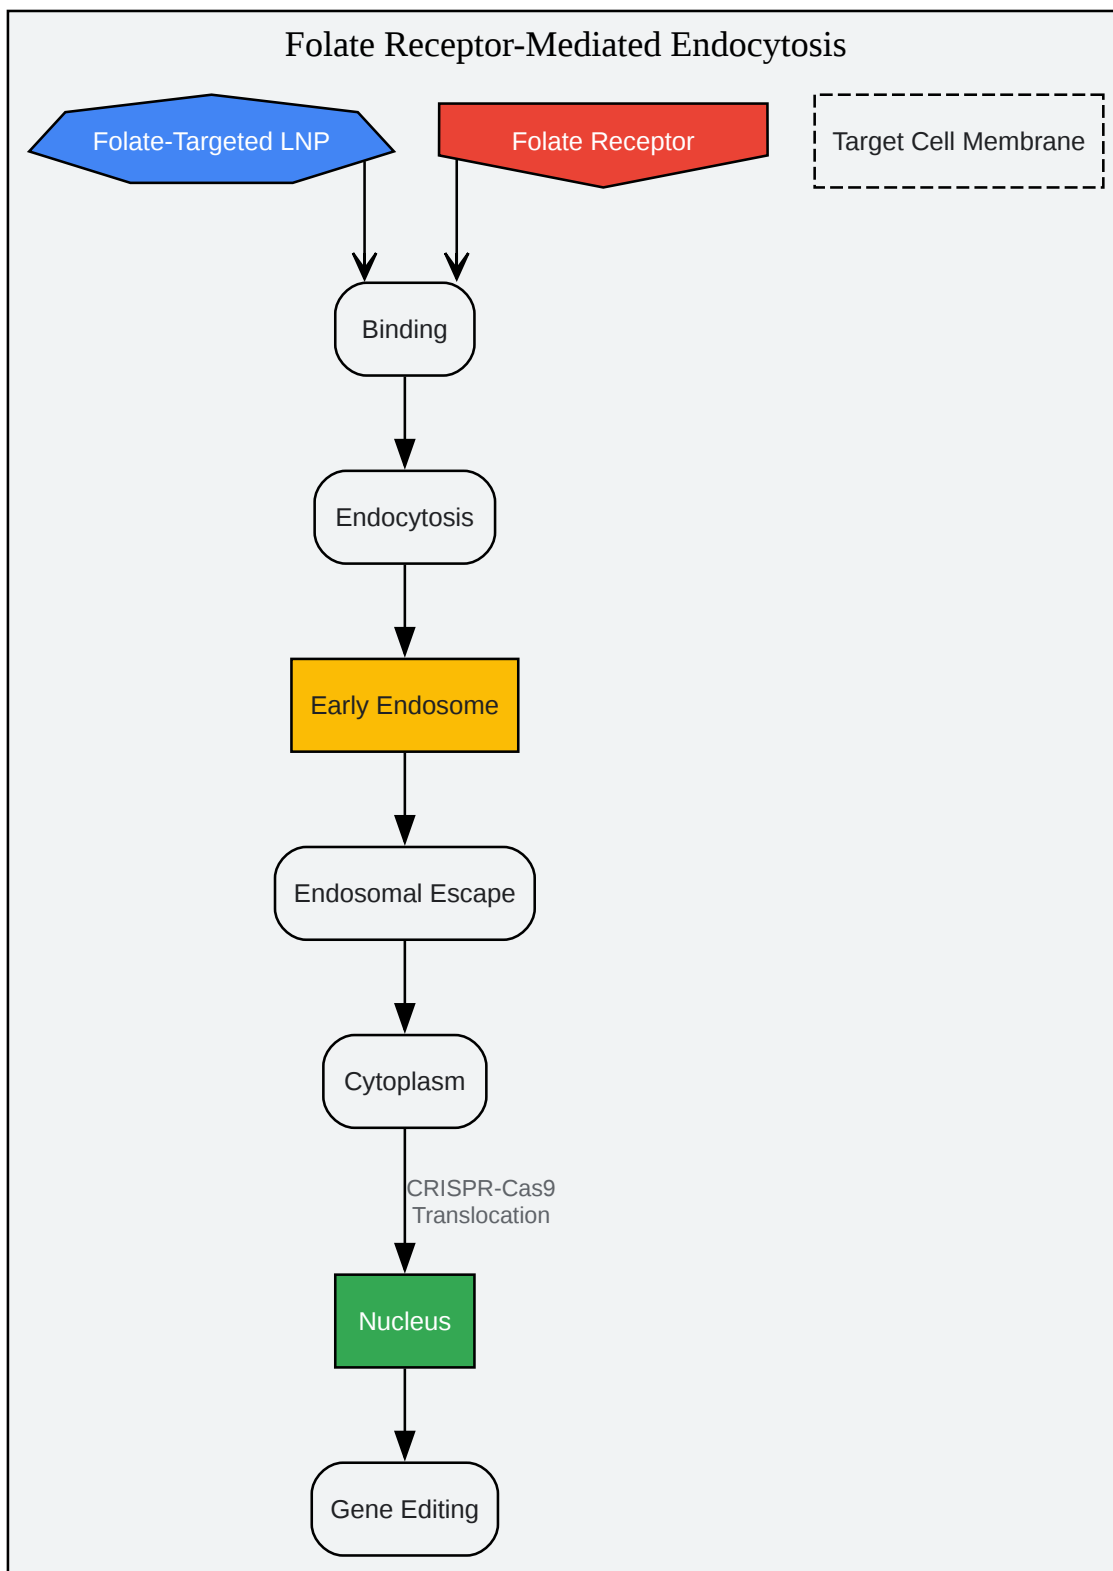 Folate Receptor-Mediated Endocytosis
Folate-Targeted LNP
Folate Receptor
Target Cell Membrane
Binding
Endocytosis
Early Endosome
Endosomal Escape
Cytoplasm
CRISPR-Cas9
Translocation
Nucleus
Gene Editing